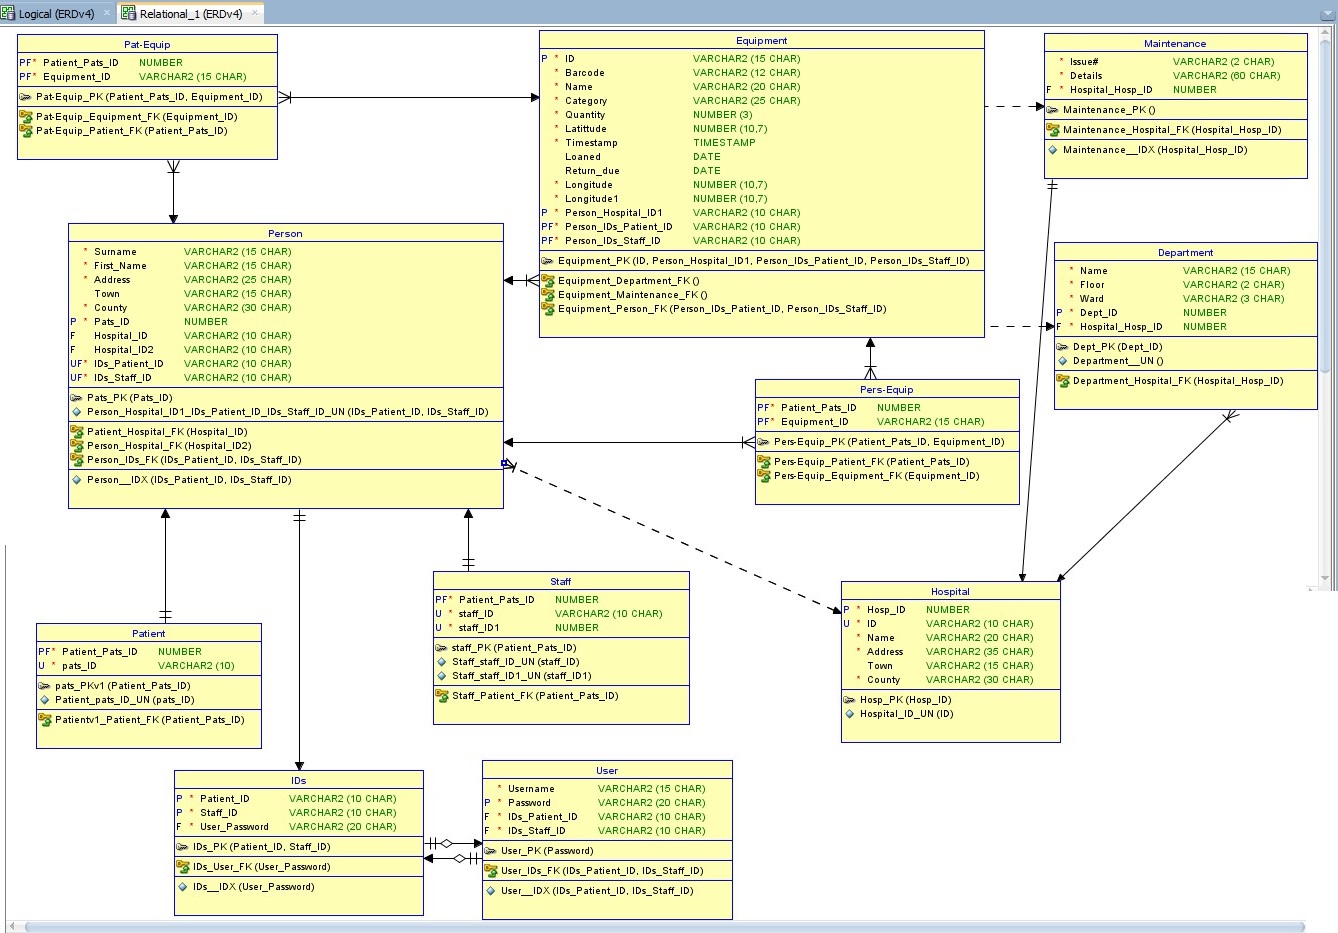 Logical (ERDv4)
Relational_1 (ERDv4)
Pat-Equip
PF* Patient_Pats_ID NUMBER
PF* Equipment_ID VARCHAR2 (15 CHAR)
Pat-Equip_PK (Patient_Pats_ID, Equipment_ID)
Pat-Equip_Equipment_FK (Equipment_ID)
Pat-Equip_Patient_FK (Patient_Pats_ID)
Equipment
P * ID VARCHAR2 (15 CHAR)
* Barcode VARCHAR2 (12 CHAR)
* Name VARCHAR2 (20 CHAR)
* Category VARCHAR2 (25 CHAR)
* Quantity NUMBER (3)
* Latittude NUMBER (10,7)
* Timestamp TIMESTAMP
Loaned DATE
Return_due DATE
* Longitude NUMBER (10,7)
* Longitude1 NUMBER (10,7)
P * Person_Hospital_ID1 VARCHAR2 (10 CHAR)
PF* Person_IDs_Patient_ID VARCHAR2 (10 CHAR)
PF* Person_IDs_Staff_ID VARCHAR2 (10 CHAR)
Equipment_PK (ID, Person_Hospital_ID1, Person_IDs_Patient_ID, Person_IDs_Staff_ID)
Equipment_Department_FK ()
Equipment_Maintenance_FK ()
Equipment_Person_FK (Person_IDs_Patient_ID, Person_IDs_Staff_ID)
Maintenance
* Issue# VARCHAR2 (2 CHAR)
* Details VARCHAR2 (60 CHAR)
F * Hospital_Hosp_ID NUMBER
Maintenance_PK ()
Maintenance_Hospital_FK (Hospital_Hosp_ID)
Maintenance__IDX (Hospital_Hosp_ID)
Person
* Surname VARCHAR2 (15 CHAR)
* First_Name VARCHAR2 (15 CHAR)
* Address VARCHAR2 (25 CHAR)
Town VARCHAR2 (15 CHAR)
* County VARCHAR2 (30 CHAR)
P * Pats_ID NUMBER
F Hospital_ID VARCHAR2 (10 CHAR)
F Hospital_ID2 VARCHAR2 (10 CHAR)
UF* IDs_Patient_ID VARCHAR2 (10 CHAR)
UF* IDs_Staff_ID VARCHAR2 (10 CHAR)
Pats_PK (Pats_ID)
Person_Hospital_ID1_IDs_Patient_ID_IDs_Staff_ID_UN (IDs_Patient_ID, IDs_Staff_ID)
Patient_Hospital_FK (Hospital_ID)
Person_Hospital_FK (Hospital_ID2)
Person_IDs_FK (IDs_Patient_ID, IDs_Staff_ID)
Person__IDX (IDs_Patient_ID, IDs_Staff_ID)
Department
* Name VARCHAR2 (15 CHAR)
* Floor VARCHAR2 (2 CHAR)
* Ward VARCHAR2 (3 CHAR)
P * Dept_ID NUMBER
F * Hospital_Hosp_ID NUMBER
Dept_PK (Dept_ID)
Department__UN ()
Department_Hospital_FK (Hospital_Hosp_ID)
Pers-Equip
PF* Patient_Pats_ID NUMBER
PF* Equipment_ID VARCHAR2 (15 CHAR)
Pers-Equip_PK (Patient_Pats_ID, Equipment_ID)
Pers-Equip_Patient_FK (Patient_Pats_ID)
Pers-Equip_Equipment_FK (Equipment_ID)
Staff
PF* Patient_Pats_ID NUMBER
U * staff_ID VARCHAR2 (10 CHAR)
U * staff_ID1 NUMBER
staff_PK (Patient_Pats_ID)
Staff_staff_ID_UN (staff_ID)
Staff_staff_ID1_UN (staff_ID1)
Staff_Patient_FK (Patient_Pats_ID)
Hospital
P * Hosp_ID NUMBER
U * ID VARCHAR2 (10 CHAR)
* Name VARCHAR2 (20 CHAR)
* Address VARCHAR2 (35 CHAR)
Town VARCHAR2 (15 CHAR)
* County VARCHAR2 (30 CHAR)
Hosp_PK (Hosp_ID)
Hospital_ID_UN (ID)
Patient
PF* Patient_Pats_ID NUMBER
U * pats_ID VARCHAR2 (10)
pats_PKv1 (Patient_Pats_ID)
Patient_pats_ID_UN (pats_ID)
Patientv1_Patient_FK (Patient_Pats_ID)
IDs
P * Patient_ID VARCHAR2 (10 CHAR)
P * Staff_ID VARCHAR2 (10 CHAR)
F * User_Password VARCHAR2 (20 CHAR)
IDs_PK (Patient_ID, Staff_ID)
IDs_User_FK (User_Password)
IDs__IDX (User_Password)
User
* Username VARCHAR2 (15 CHAR)
P * Password VARCHAR2 (20 CHAR)
F * IDs_Patient_ID VARCHAR2 (10 CHAR)
F * IDs_Staff_ID VARCHAR2 (10 CHAR)
User_PK (Password)
User_IDs_FK (IDs_Patient_ID, IDs_Staff_ID)
User__IDX (IDs_Patient_ID, IDs_Staff_ID)